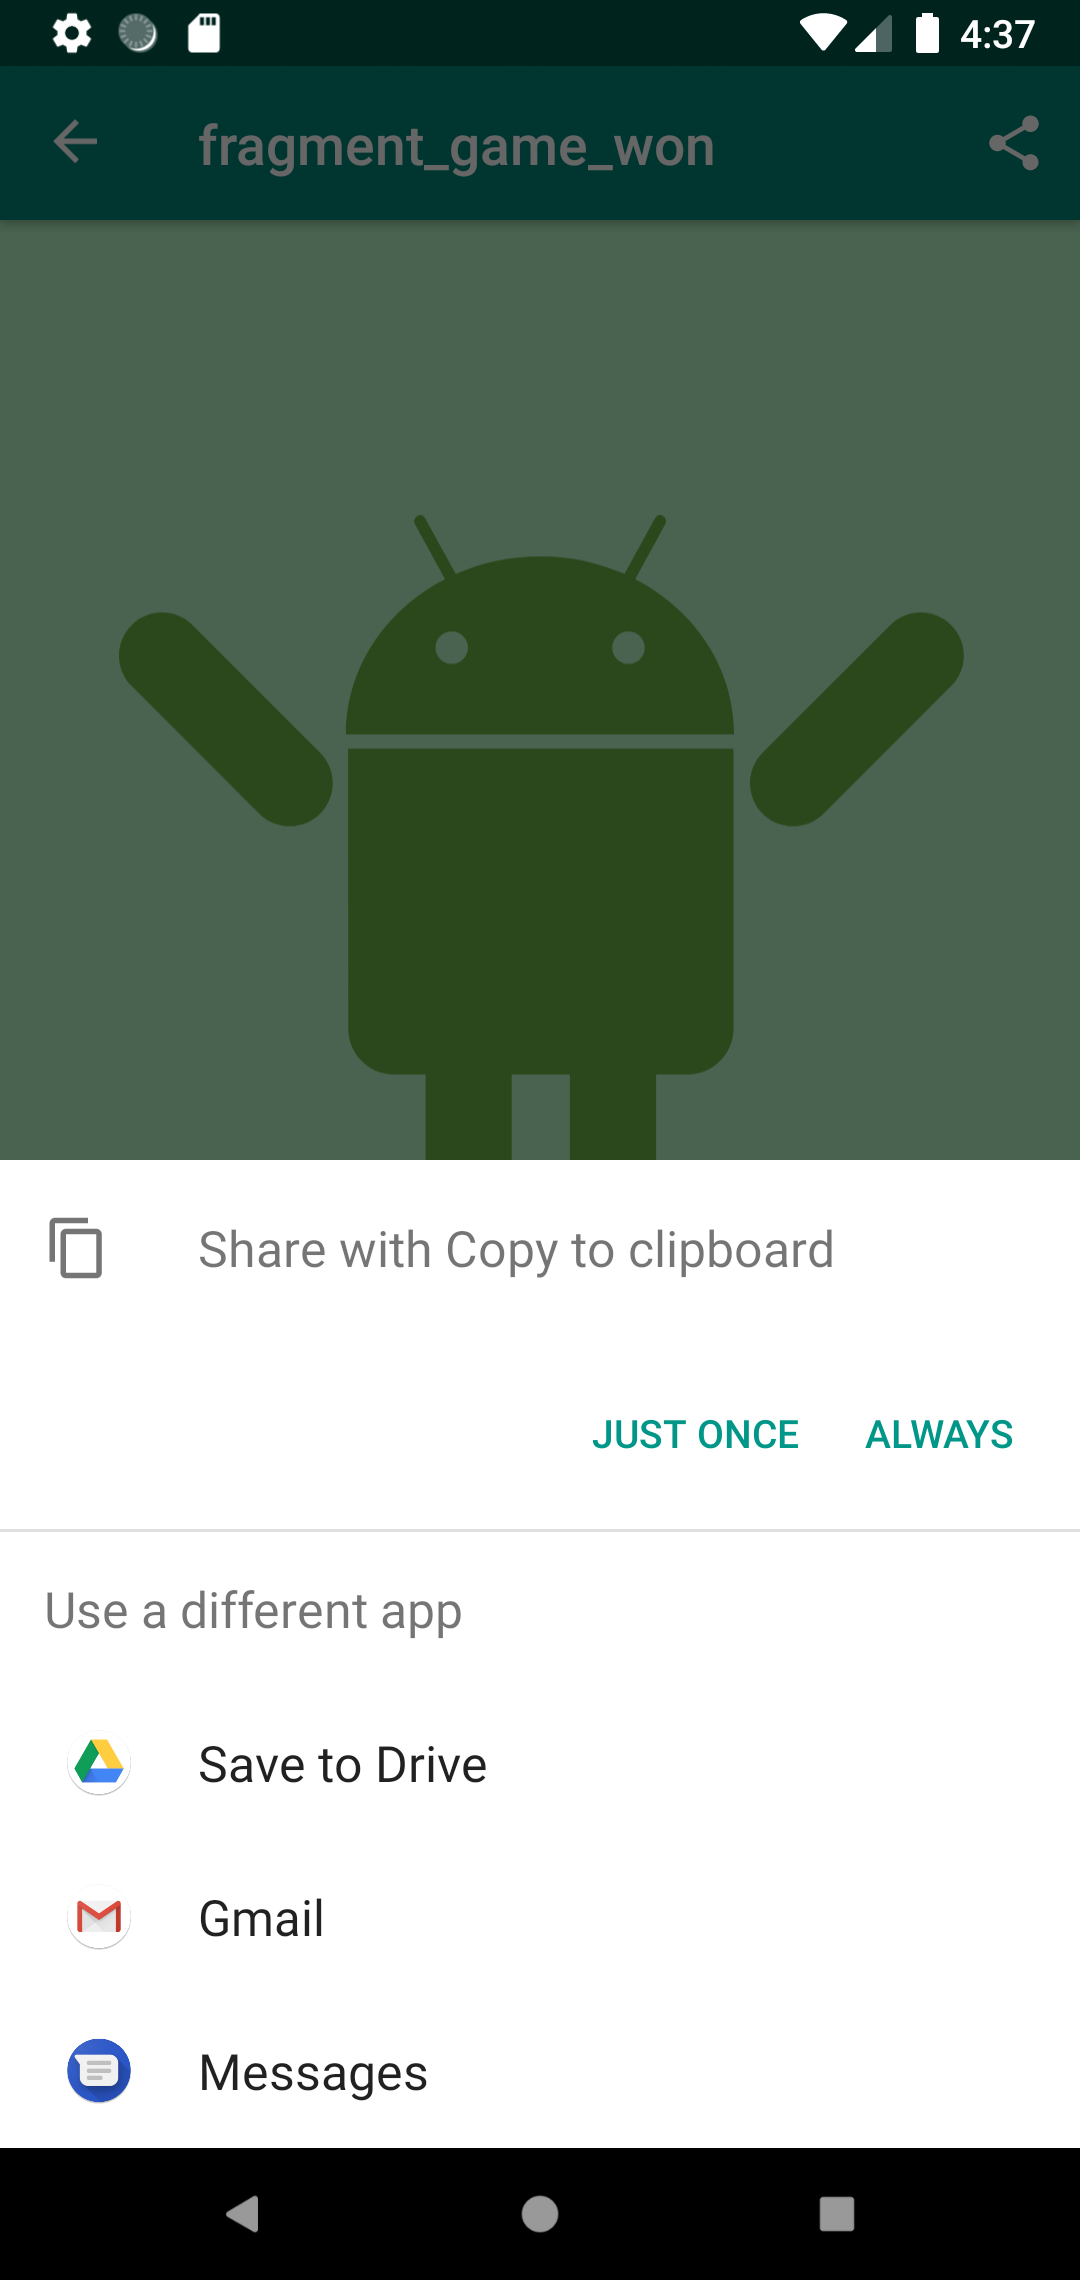 4:37
fragment_game_won
Share with Copy to clipboard
JUST ONCE ALWAYS
Use a different app
Save to Drive
Gmail
Messages